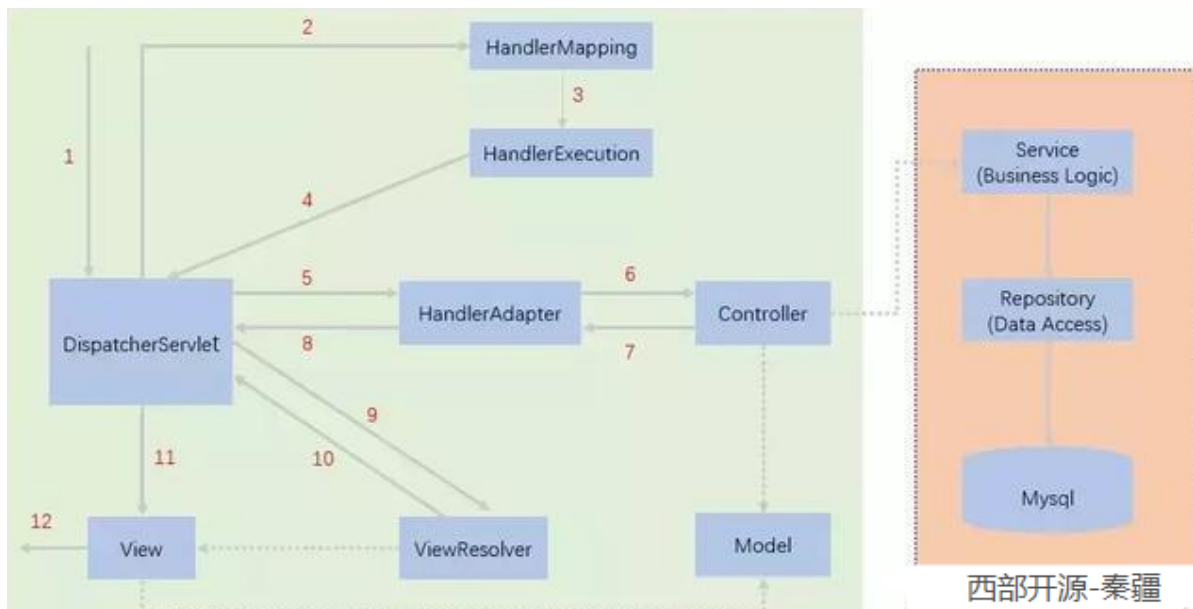 2
HandlerMapping
3
1
HandlerExecution
Service
(Business Logic)
4
5
6
HandlerAdapter
Controller
Repository
(Data Access)
DispatcherServlet
8
7
9
10
11
12
View
ViewResolver
Model
Mysql
西部开源-秦疆